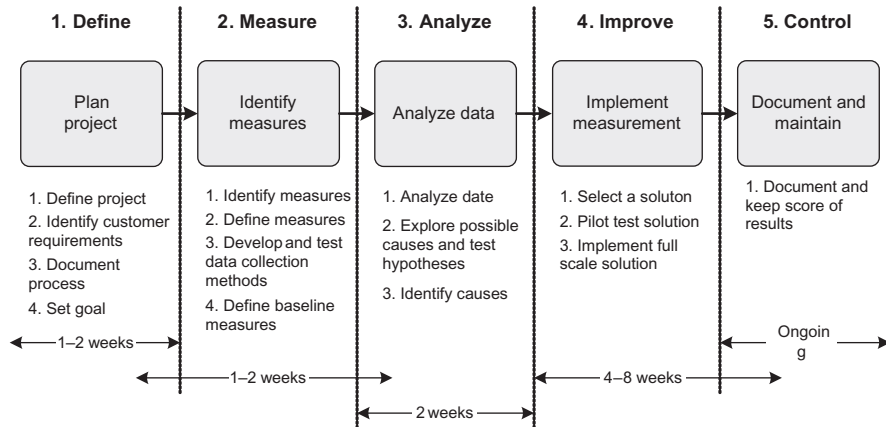 1. Define
2. Measure
3. Analyze
4. Improve
5. Control
Plan
project
Identify
measures
Analyze data
Implement
measurement
Document and
maintain
1. Define project
2. Identify customer
requirements
3. Document
process
4. Set goal
1. Identify measures
2. Define measures
3. Develop and test
data collection
methods
4. Define baseline
measures
1. Analyze date
2. Explore possible
causes and test
hypotheses
3. Identify causes
1. Select a soluton
2. Pilot test solution
3. Implement full
scale solution
1. Document and
keep score of
results
1–2 weeks
1–2 weeks
2 weeks
4–8 weeks
Ongoin
g